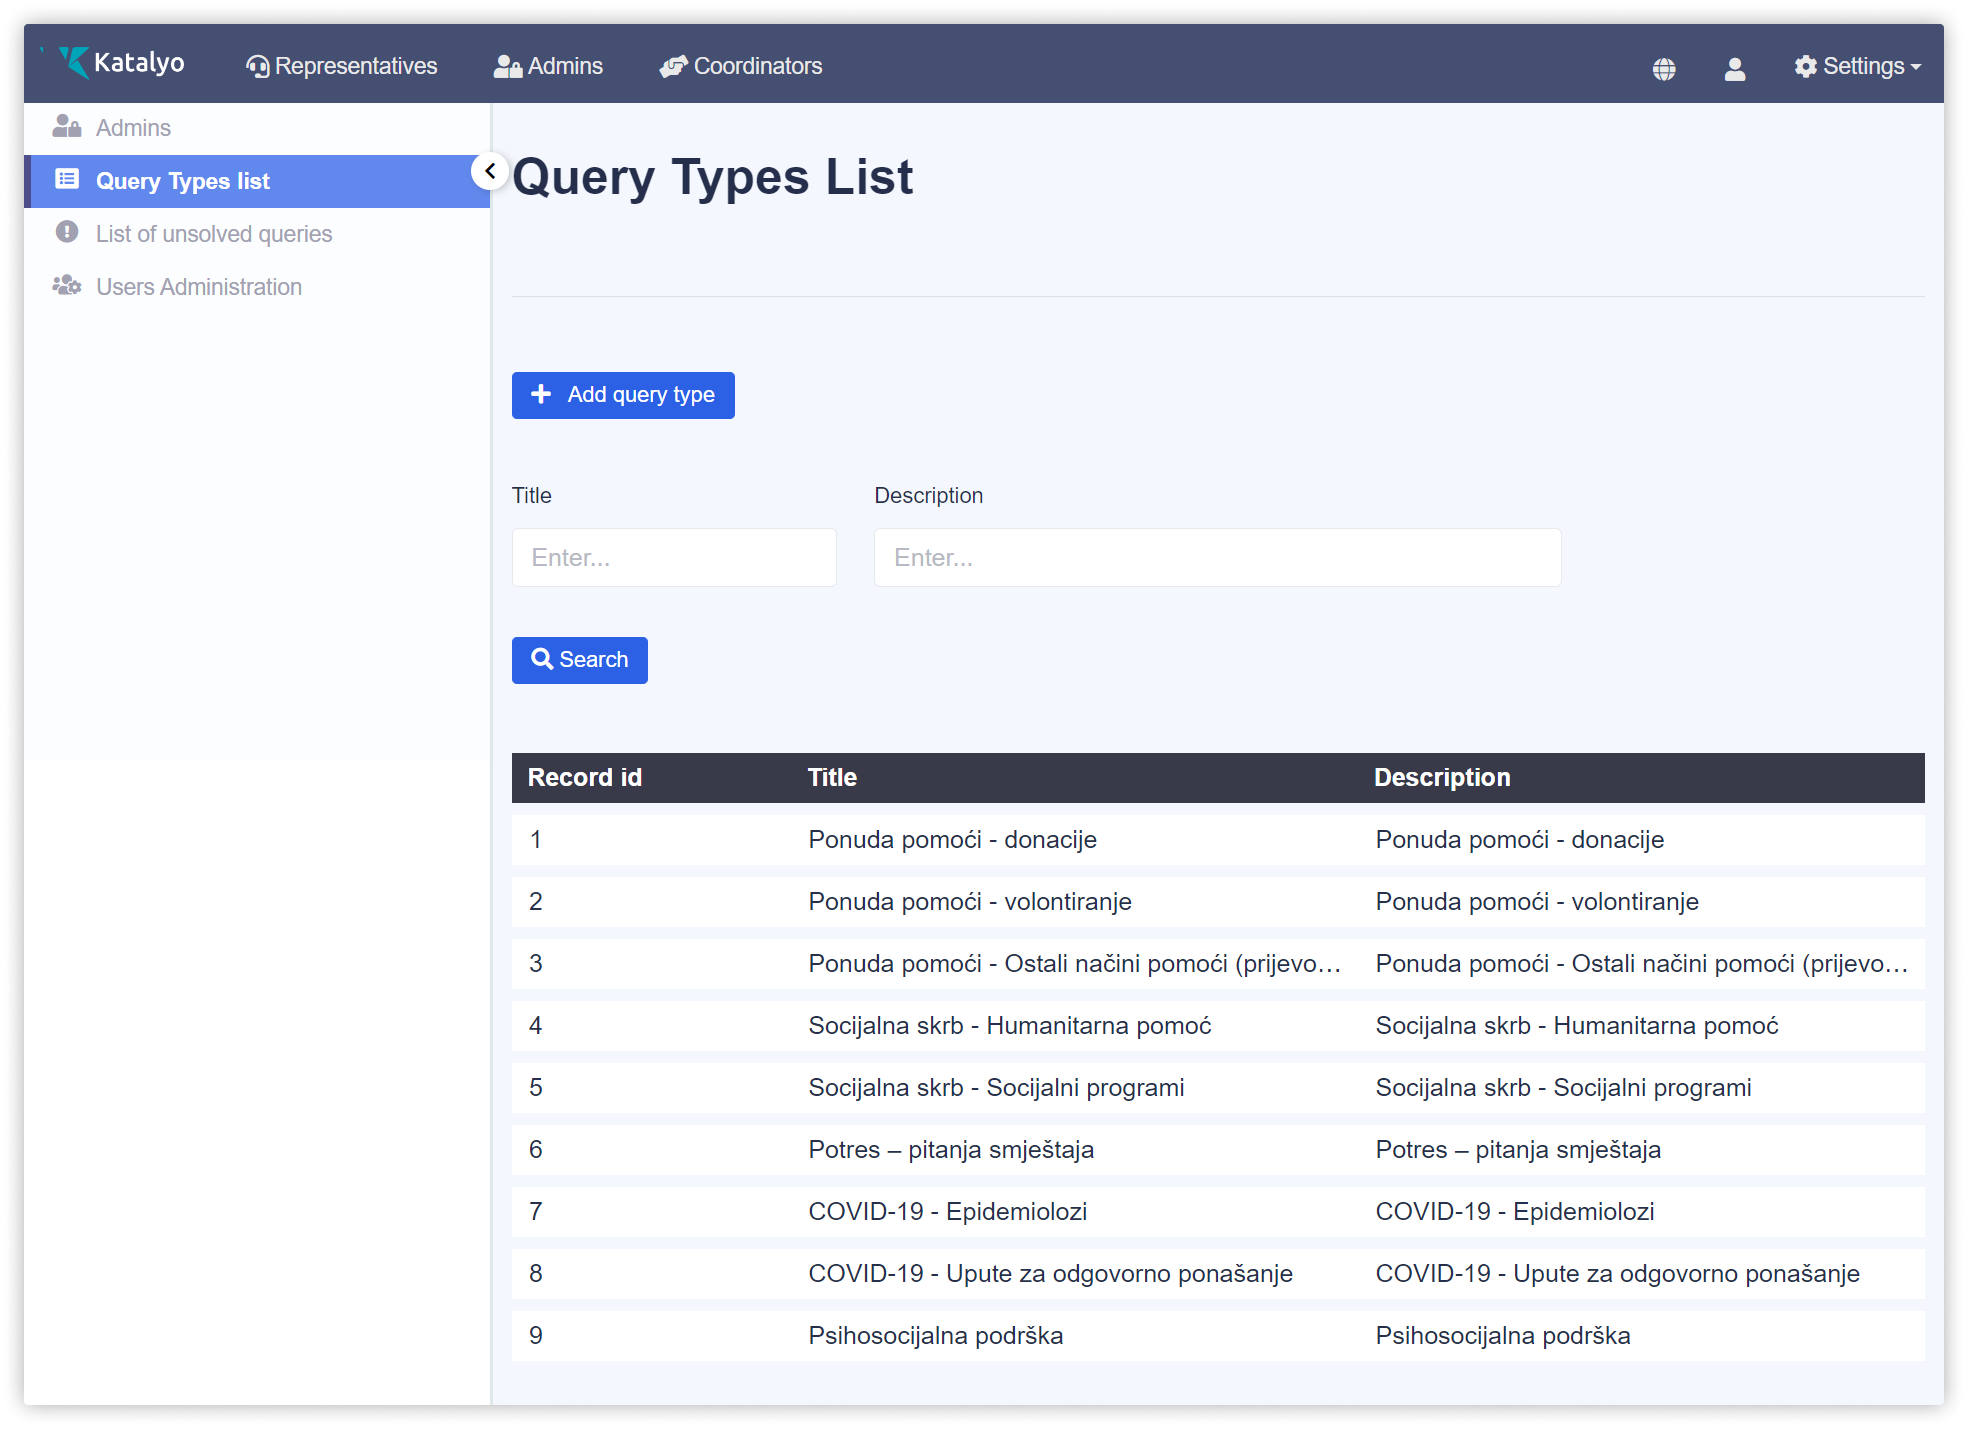 Katalyo Representatives Admins Coordinators Settings
Admins
Query Types list
List of unsolved queries
Users Administration
Query Types List
Add query type
Title Description
Enter... Enter...
Search
Record id Title Description
1 Ponuda pomoći - donacije Ponuda pomoći - donacije
2 Ponuda pomoći - volontiranje Ponuda pomoći - volontiranje
3 Ponuda pomoći - Ostali načini pomoći (prijevo... Ponuda pomoći - Ostali načini pomoći (prijevo...
4 Socijalna skrb - Humanitarna pomoć Socijalna skrb - Humanitarna pomoć
5 Socijalna skrb - Socijalni programi Socijalna skrb - Socijalni programi
6 Potres – pitanja smještaja Potres – pitanja smještaja
7 COVID-19 - Epidemiolozi COVID-19 - Epidemiolozi
8 COVID-19 - Upute za odgovorno ponašanje COVID-19 - Upute za odgovorno ponašanje
9 Psihosocijalna podrška Psihosocijalna podrška